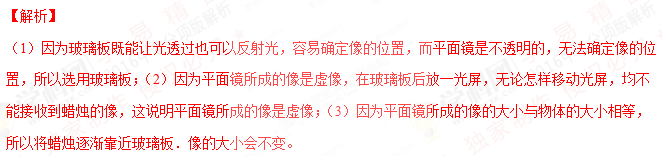 【解析】
（1）因为玻璃板既能让光透过也可以反射光，容易确定像的位置，而平面镜是不透明的，无法确定像的位
置，所以选用玻璃板；（2）因为平面镜所成的像是虚像，在玻璃板后放一光屏，无论怎样移动光屏，均不
能接收到蜡烛的像，这说明平面镜所成的像是虚像；（3）因为平面镜所成的像的大小与物体的大小相等，
所以将蜡烛逐渐靠近玻璃板．像的大小会不变。